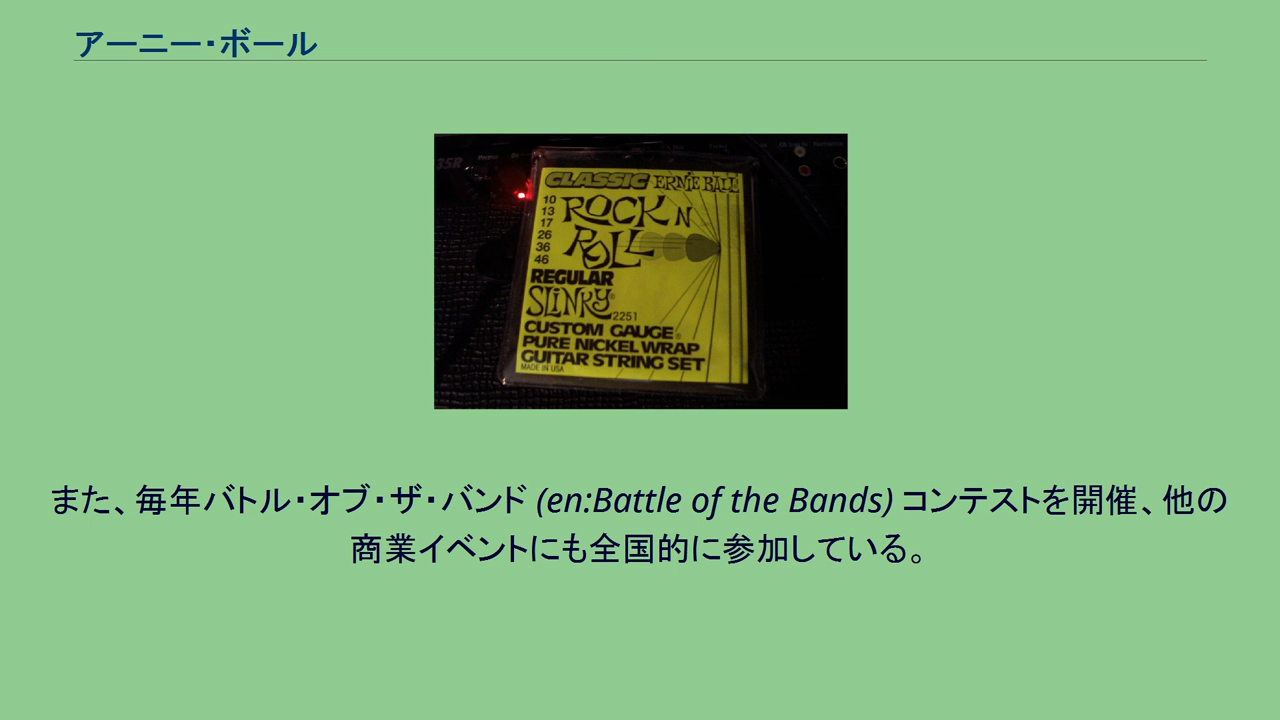 アーニー・ボール
35R
CLASSIC ERNIE BALL
10
13
17
26
36
46
ROCK N
ROLL
REGULAR
SLINKY®
2251
CUSTOM GAUGE®
PURE NICKEL WRAP
GUITAR STRING SET
MADE IN USA
また、毎年バトル・オブ・ザ・バンド (en:Battle of the Bands) コンテストを開催、他の
商業イベントにも全国的に参加している。